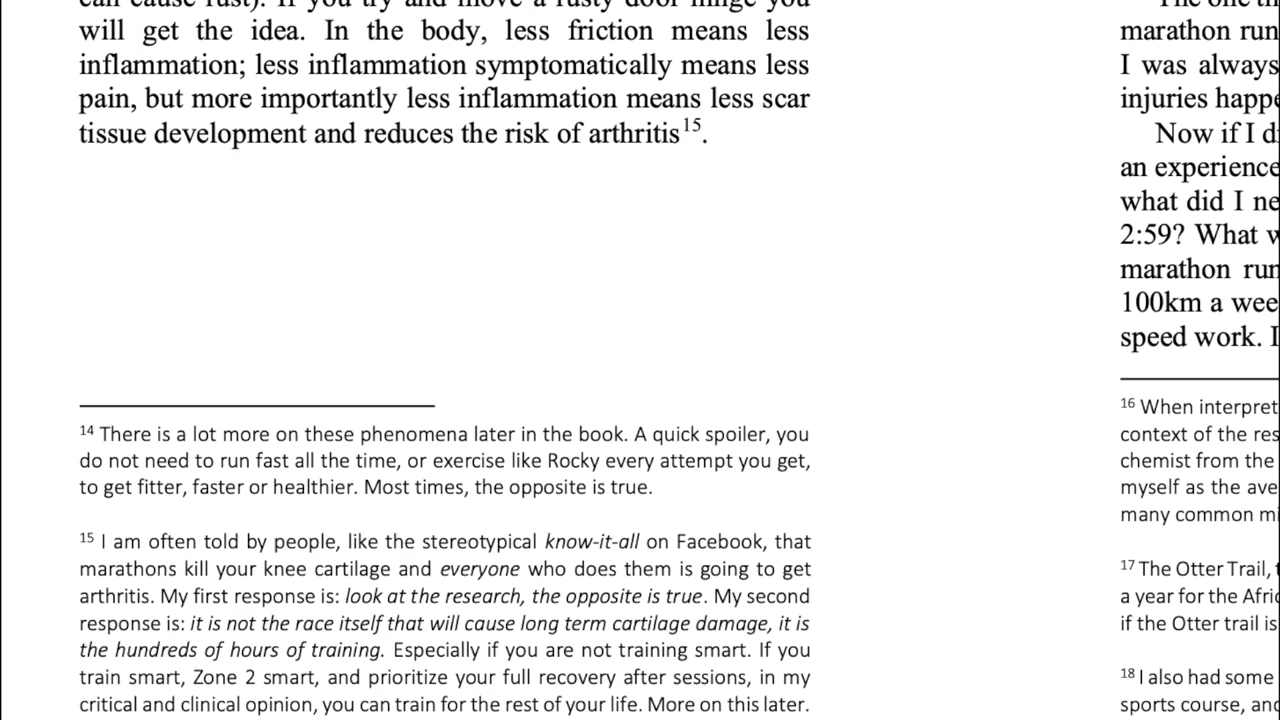 will get the idea. In the body, less friction means less
inflammation; less inflammation symptomatically means less
pain, but more importantly less inflammation means less scar
tissue development and reduces the risk of arthritis15.
14 There is a lot more on these phenomena later in the book. A quick spoiler, you
do not need to run fast all the time, or exercise like Rocky every attempt you get,
to get fitter, faster or healthier. Most times, the opposite is true.
15 I am often told by people, like the stereotypical know-it-all on Facebook, that
marathons kill your knee cartilage and everyone who does them is going to get
arthritis. My first response is: look at the research, the opposite is true. My second
response is: it is not the race itself that will cause long term cartilage damage, it is
the hundreds of hours of training. Especially if you are not training smart. If you
train smart, Zone 2 smart, and prioritize your full recovery after sessions, in my
critical and clinical opinion, you can train for the rest of your life. More on this later.
marathon run
I was always
injuries happe
Now if I d
an experience
what did I ne
2:59? What w
marathon run
100km a wee
speed work. I
16 When interpret
context of the res
chemist from the
myself as the ave
many common mi
17 The Otter Trail, t
a year for the Afric
if the Otter trail is
18 I also had some
sports course, and